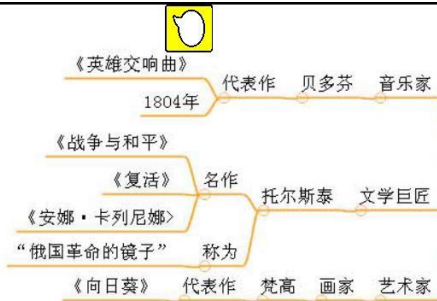 《英雄交响曲》
1804年
代表作 贝多芬 音乐家
《战争与和平》
《复活》
《安娜·卡列尼娜>
名作
“俄国革命的镜子” 称为
托尔斯泰 文学巨匠
《向日葵》 代表作 梵高 画家 艺术家